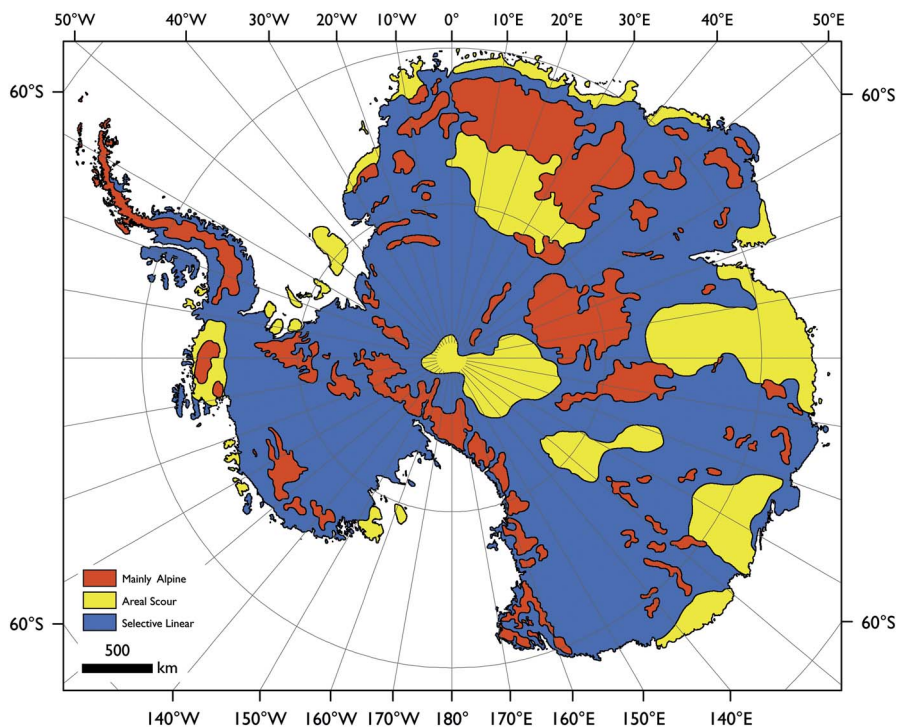 50°W 40°W 30°W 20°W 10°W 0° 10°E 20°E 30°E 40°E 50°E
60°S 60°S
Mainly Alpine
Areal Scour
Selective Linear
60°S 60°S
500
km
140°W 150°W 160°W 170°W 180° 170°E 160°E 150°E 140°E